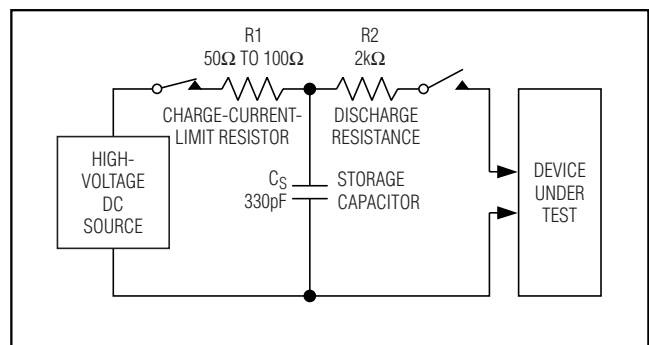 R1
50Ω TO 100Ω
CHARGE-CURRENT-
LIMIT RESISTOR
R2
2kΩ
DISCHARGE
RESISTANCE
HIGH-
VOLTAGE
DC
SOURCE
CS
330pF
STORAGE
CAPACITOR
DEVICE
UNDER
TEST